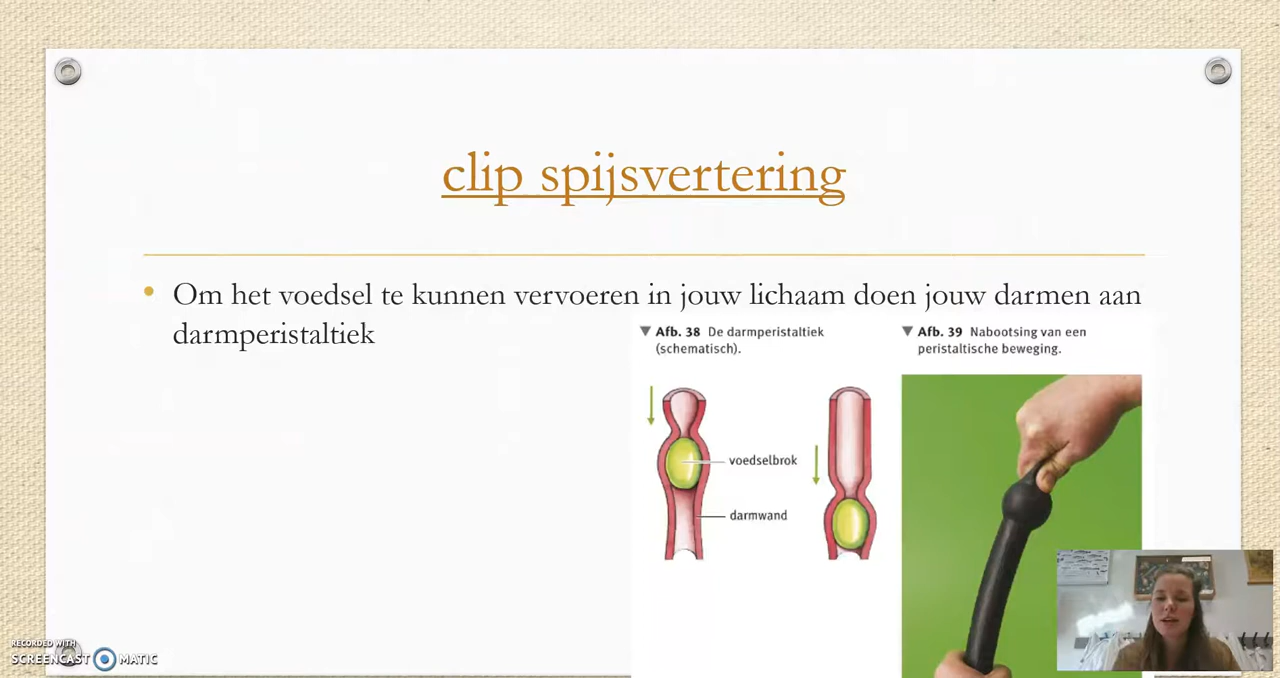 clip spijsvertering
• Om het voedsel te kunnen vervoeren in jouw lichaam doen jouw darmen aan
darmperistaltiek
▼ Afb. 38 De darmperistaltiek
(schematisch).
▼ Afb. 39 Nabootsing van een
peristaltische beweging.
voedselbrok
darmwand
RECORDED WITH
SCREENCAST MATIC